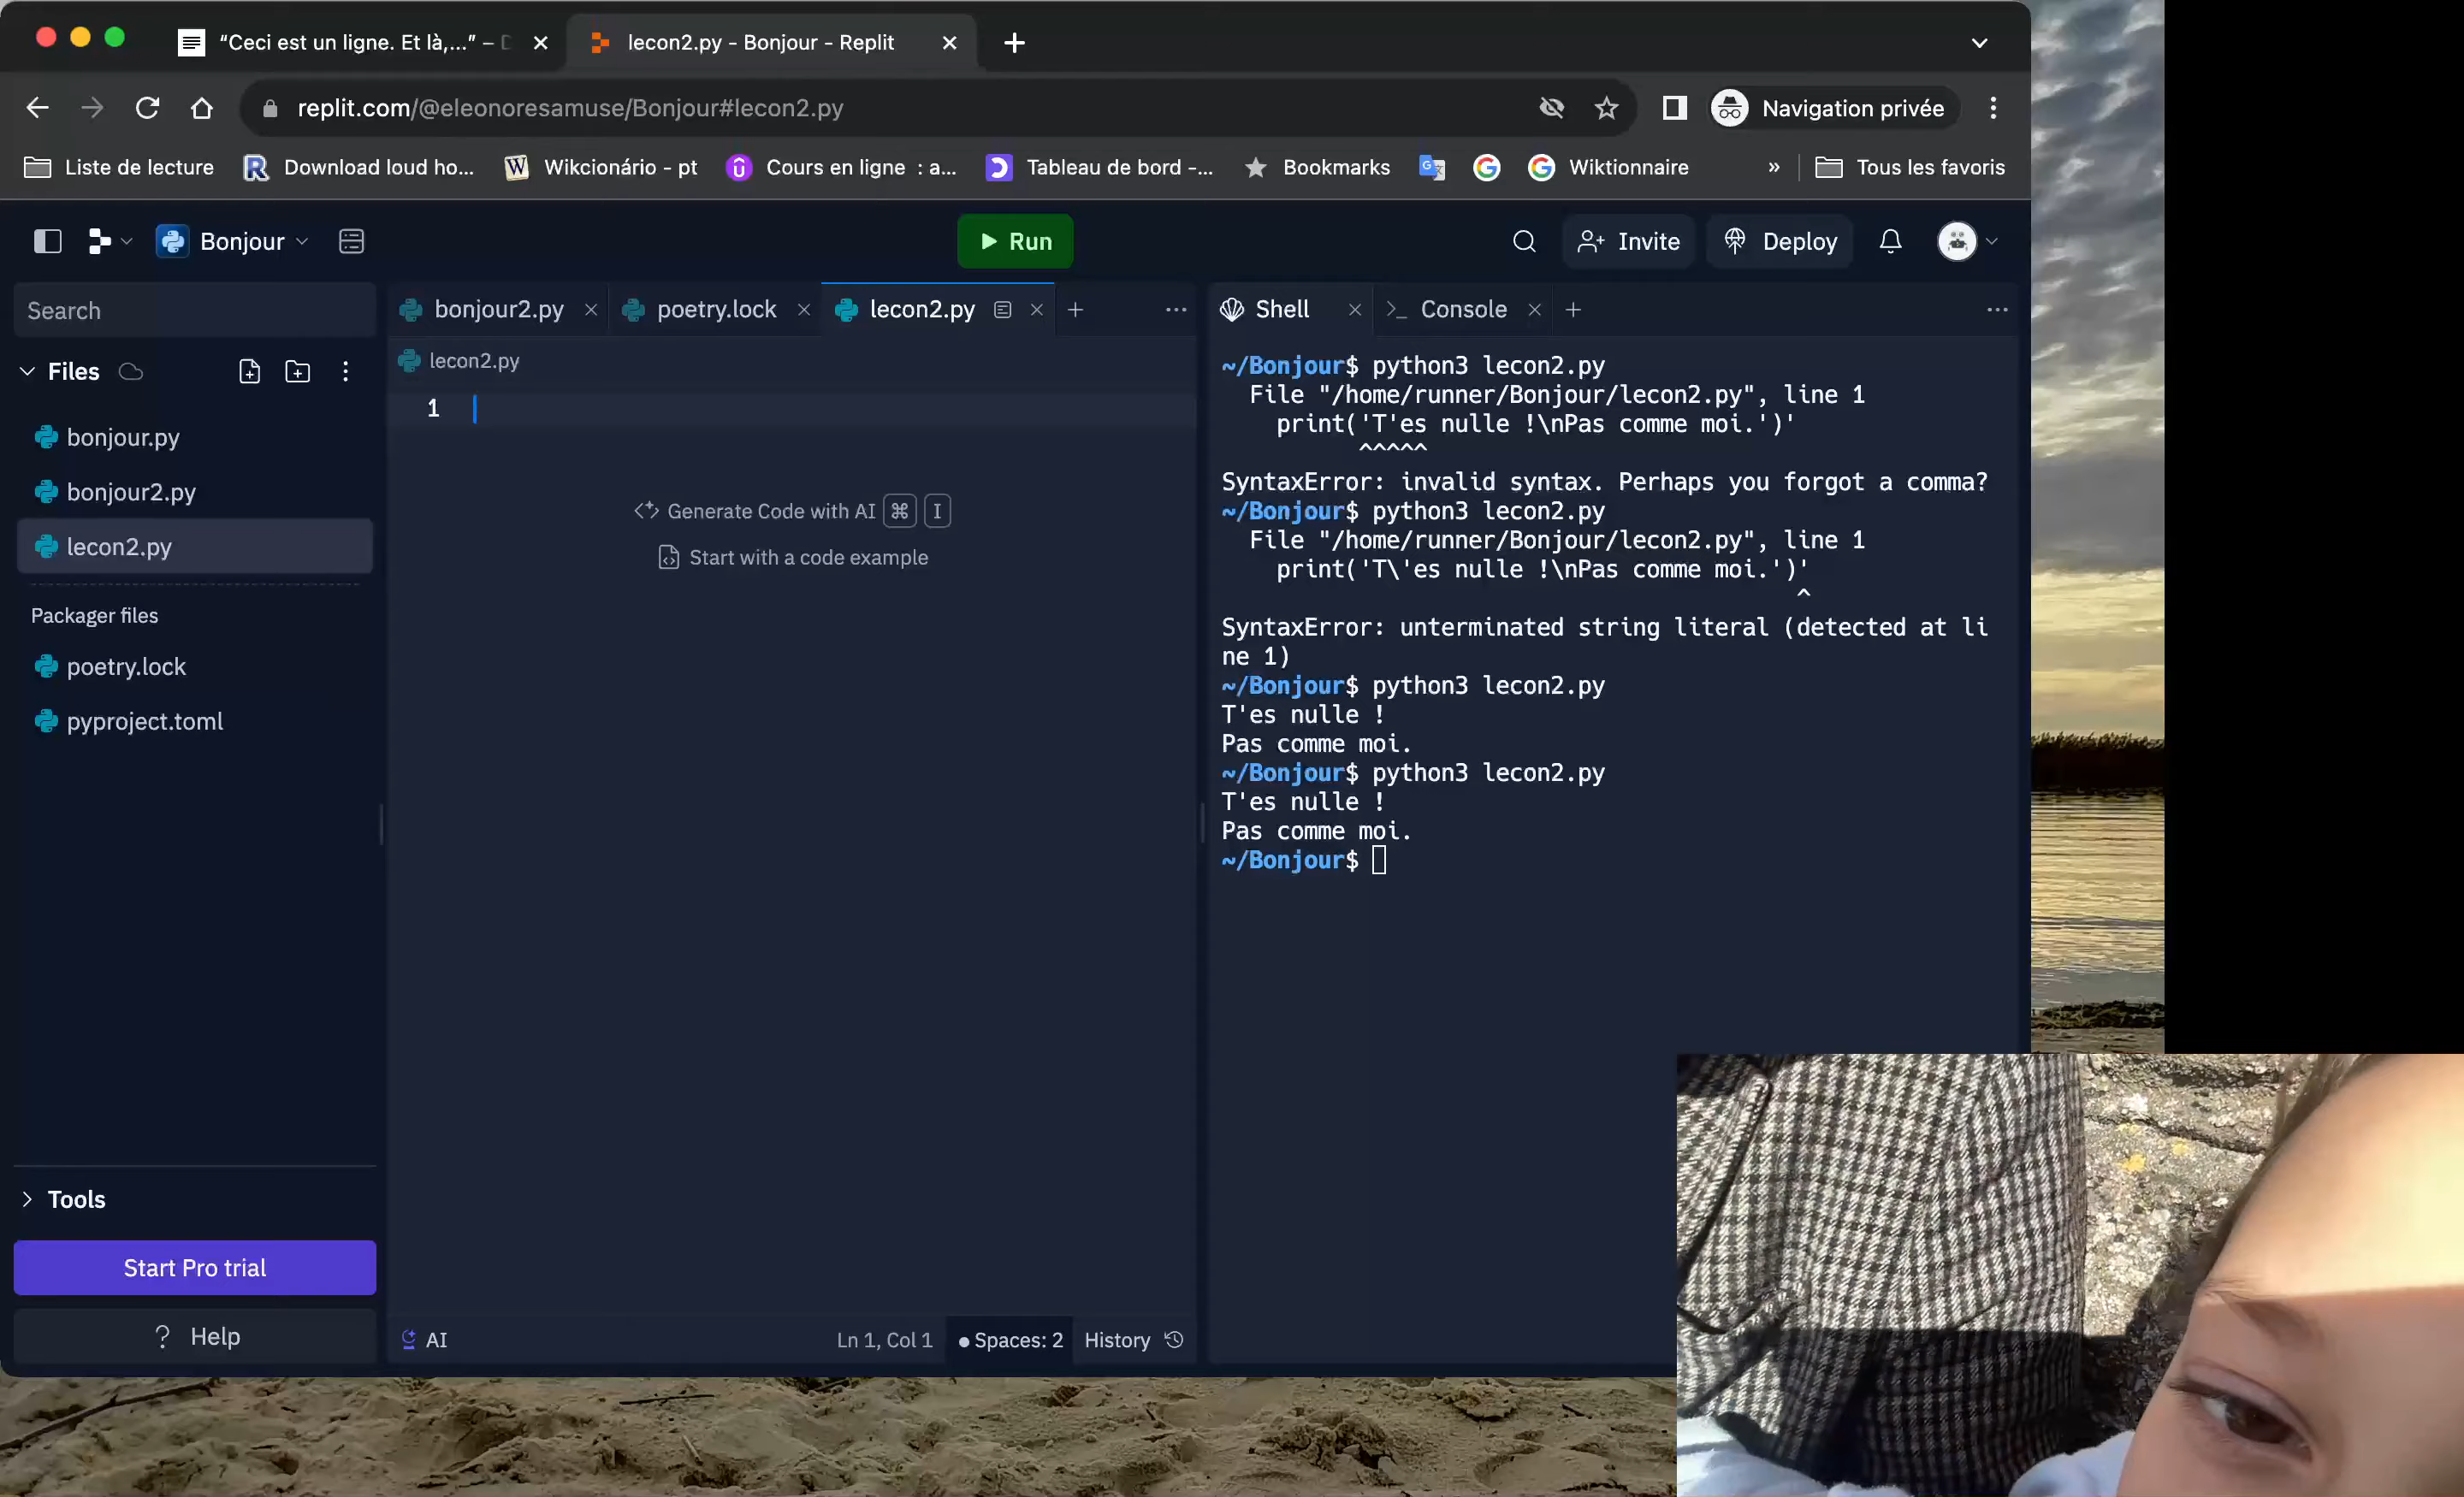 “Ceci est un ligne. Et là,...” –
lecon2.py - Bonjour - Replit
replit.com/@eleonoresamuse/Bonjour#lecon2.py
Navigation privée
Liste de lecture
Download loud ho...
Wikcionário - pt
Cours en ligne : a...
Tableau de bord -...
Bookmarks
Wiktionnaire
»
Tous les favoris
Bonjour
Run
Invite
Deploy
Search
Files
bonjour.py
bonjour2.py
lecon2.py
Packager files
poetry.lock
pyproject.toml
Tools
Start Pro trial
? Help
bonjour2.py
poetry.lock
lecon2.py
lecon2.py
1
Generate Code with AI ⌘ I
Start with a code example
AI
Ln 1, Col 1
Spaces: 2
History
Shell
Console
~/Bonjour$ python3 lecon2.py
File "/home/runner/Bonjour/lecon2.py", line 1
print('T'es nulle !\nPas comme moi.')'
^^^^^
SyntaxError: invalid syntax. Perhaps you forgot a comma?
~/Bonjour$ python3 lecon2.py
File "/home/runner/Bonjour/lecon2.py", line 1
print('T\'es nulle !\nPas comme moi.')'
^
SyntaxError: unterminated string literal (detected at li
ne 1)
~/Bonjour$ python3 lecon2.py
T'es nulle !
Pas comme moi.
~/Bonjour$ python3 lecon2.py
T'es nulle !
Pas comme moi.
~/Bonjour$